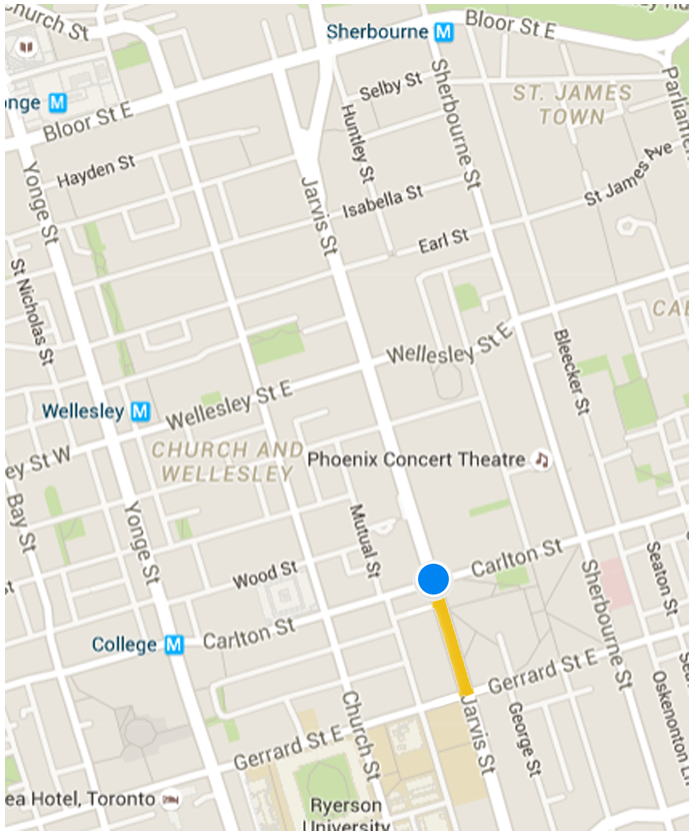 Church St
Sherbourne M
Bloor St E
onge M
Bloor St E
Selby St
ST. JAMES
TOWN
Sherbourne St
Huntley St
Hayden St
Yonge St
Jarvis St
Isabella St
St James Ave
Earl St
St Nicholas St
Wellesley St E
Bleecker St
Wellesley M
Wellesley St E
CHURCH AND
WELLESLEY
Phoenix Concert Theatre
ey St W
Bay St
Yonge St
Mutual St
Wood St
Carlton St
Sherbourne St
Seaton St
College M
Carlton St
Gerrard St E
Church St
Jarvis St
George St
Oskenonton Ln
Gerrard St E
ea Hotel, Toronto
Ryerson
University